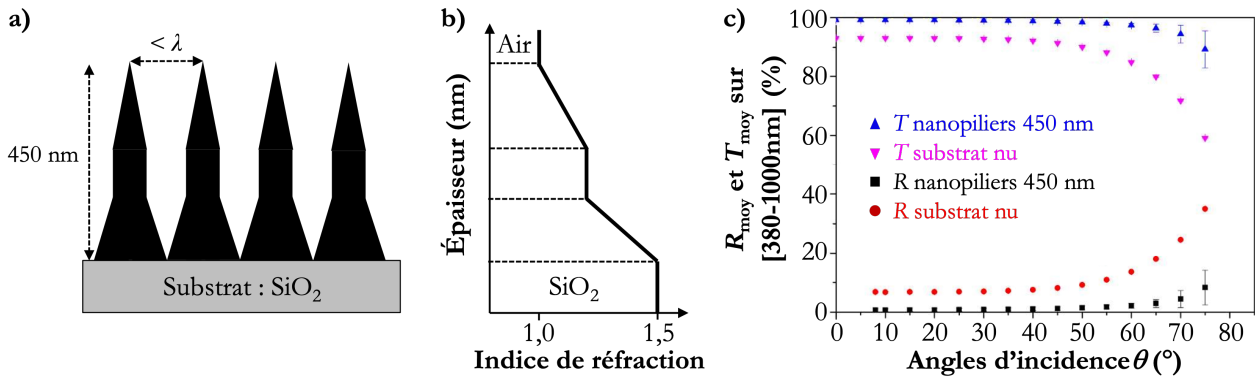 a)
< λ
450 nm
Substrat : SiO2
b)
Épaisseur (nm)
Air
SiO2
1,0
1,5
Indice de réfraction
c)
Rmoy et Tmoy sur
[380-1000nm] (%)
100
80
60
40
20
0
T nanopiliers 450 nm
T substrat nu
R nanopiliers 450 nm
R substrat nu
0 10 20 30 40 50 60 70 80
Angles d'incidence θ (°)